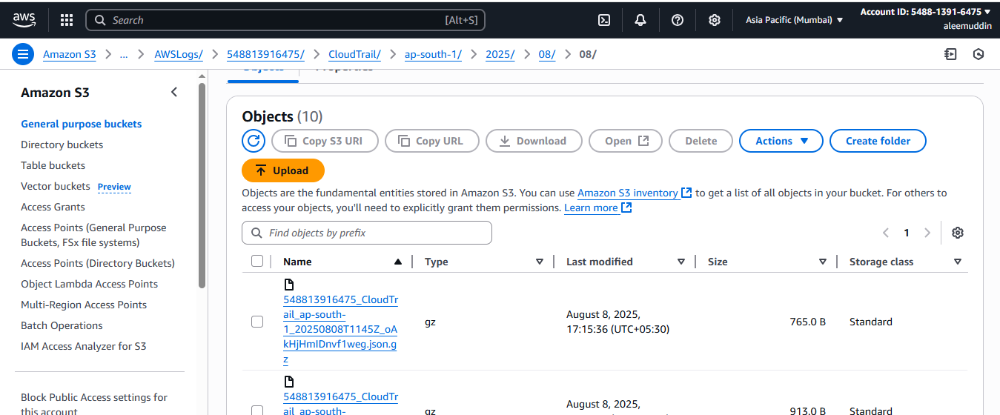 aws
Search
[Alt+S]
Asia Pacific (Mumbai)
Account ID: 5488-1391-6475
aleemuddin
Amazon S3 > ... > AWSLogs/ > 548813916475/ > CloudTrail/ > ap-south-1/ > 2025/ > 08/ > 08/
Amazon S3
General purpose buckets
Directory buckets
Table buckets
Vector buckets Preview
Access Grants
Access Points (General Purpose
Buckets, FSx file systems)
Access Points (Directory Buckets)
Object Lambda Access Points
Multi-Region Access Points
Batch Operations
IAM Access Analyzer for S3
Block Public Access settings for
this account
Objects Properties
Objects (10)
Copy S3 URI Copy URL Download Open Delete Actions Create folder
Upload
Objects are the fundamental entities stored in Amazon S3. You can use Amazon S3 inventory to get a list of all objects in your bucket. For others to
access your objects, you'll need to explicitly grant them permissions. Learn more
Find objects by prefix
1
Name Type Last modified Size Storage class
548813916475_CloudTr
ail_ap-south-
1_20250808T1145Z_oA
kHjHmIDnvf1weg.json.g
z
gz
August 8, 2025,
17:15:36 (UTC+05:30)
765.0 B
Standard
548813916475_CloudTr
ail_ap-south-
gz
August 8, 2025,
913.0 B
Standard